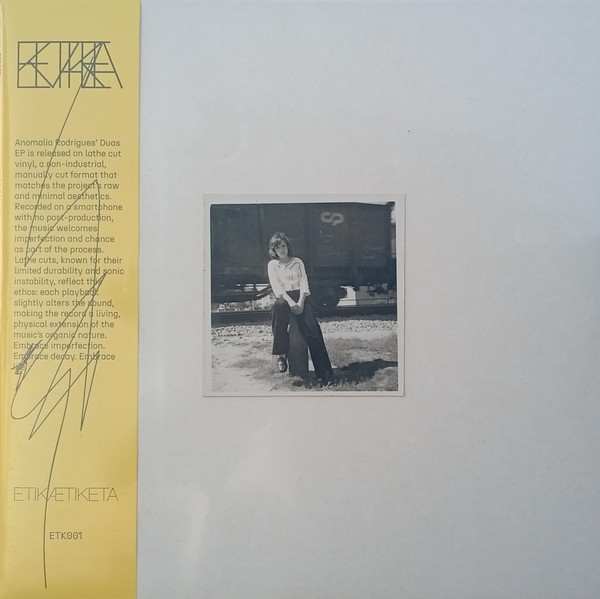 Anomalia Rodrigues' Duas
EP is released on lathe cut
vinyl, a non-industrial,
manually cut format that
matches the project's raw
and minimal aesthetics.
Recorded on a smartphone
with no post-production,
the music welcomes
imperfection and chance
as part of the process.
Lathe cuts, known for their
limited durability and sonic
instability, reflect this
ethos: each playback
slightly alters the sound,
making the record a living,
physical extension of the
music's organic nature.
Embrace imperfection.
Embrace decay. Embrace
ETIKÆTIKETA
ETK001